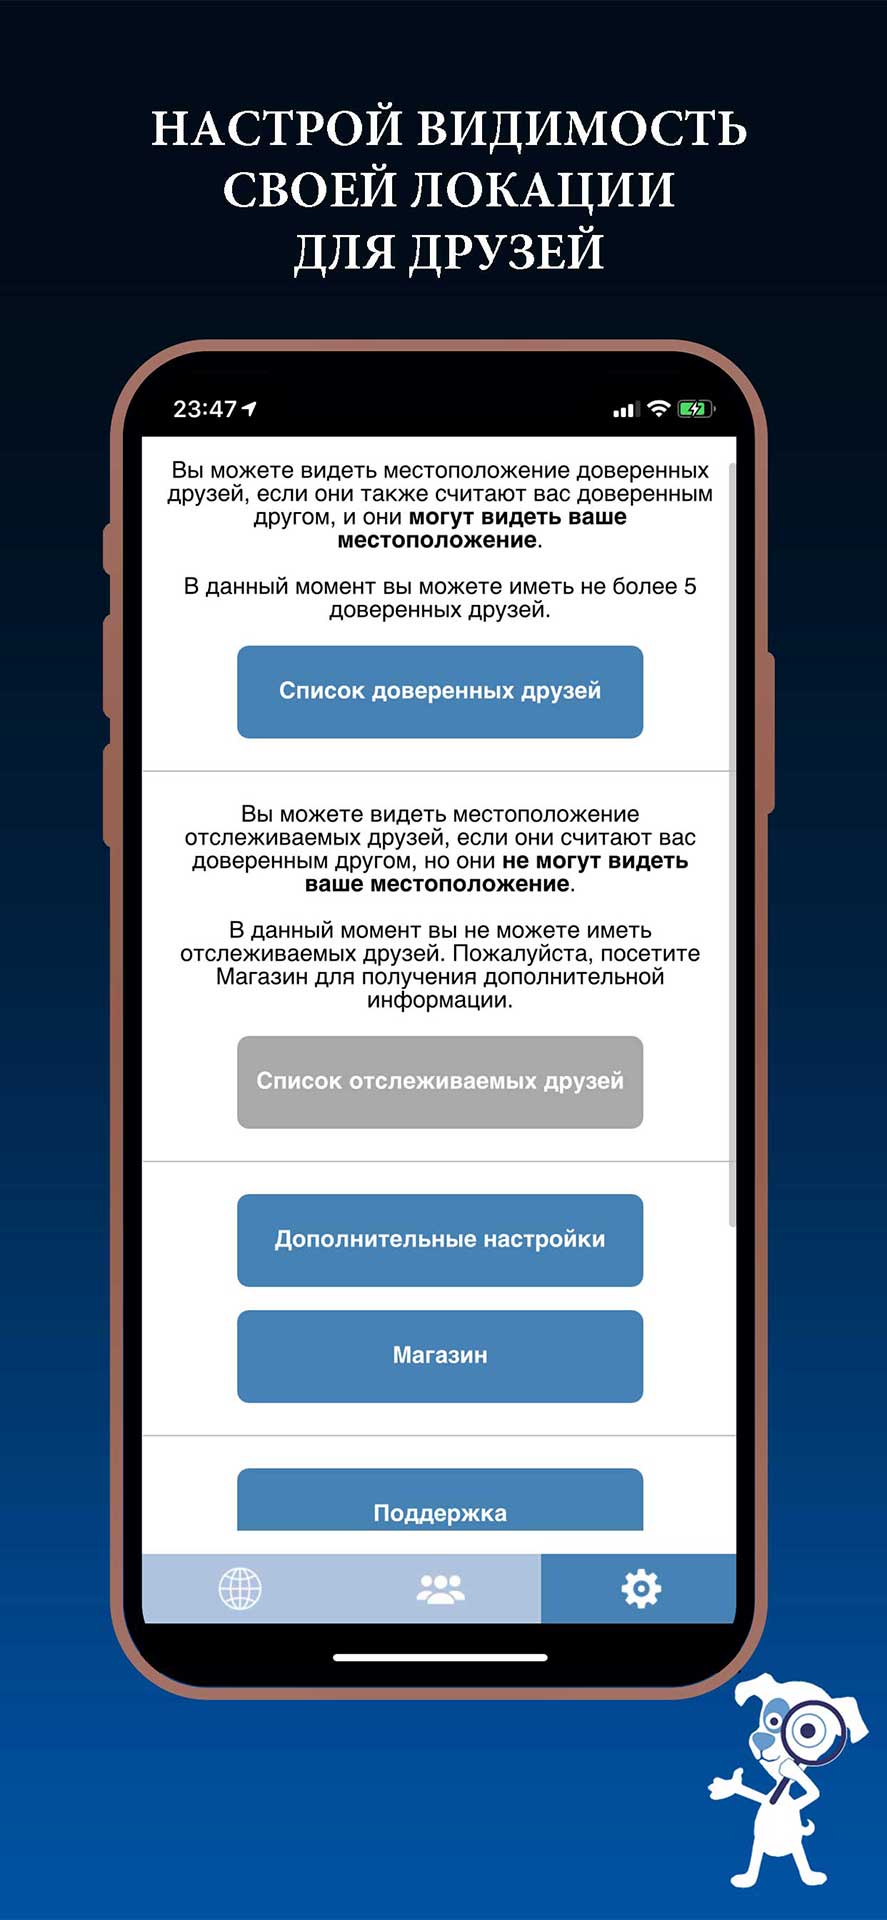 НАСТРОЙ ВИДИМОСТЬ
СВОЕЙ ЛОКАЦИИ
ДЛЯ ДРУЗЕЙ
23:47
Вы можете видеть местоположение доверенных
друзей, если они также считают вас доверенным
другом, и они могут видеть ваше
местоположение.
В данный момент вы можете иметь не более 5
доверенных друзей.
Список доверенных друзей
Вы можете видеть местоположение
отслеживаемых друзей, если они считают вас
доверенным другом, но они не могут видеть
ваше местоположение.
В данный момент вы не можете иметь
отслеживаемых друзей. Пожалуйста, посетите
Магазин для получения дополнительной
информации.
Список отслеживаемых друзей
Дополнительные настройки
Магазин
Поддержка